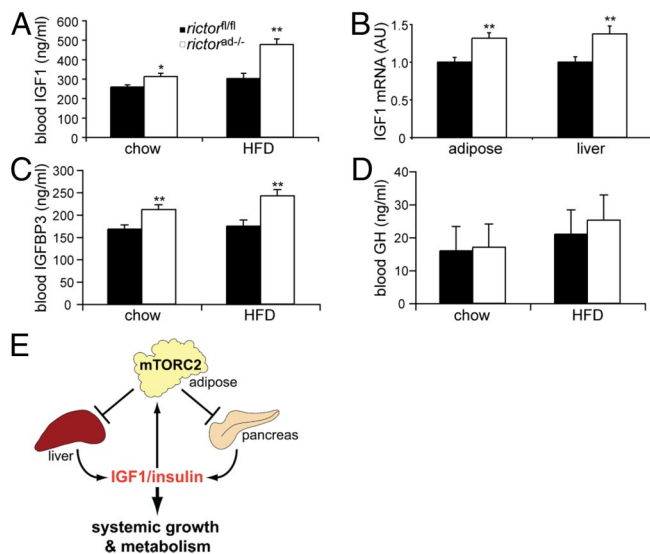 A
rictorfl/fl
rictorad-/-
blood IGF1 (ng/ml)
600
500
400
300
200
100
0
*
**
chow
HFD
B
IGF1 mRNA (AU)
1.5
1.0
0.5
0
**
**
adipose
liver
C
blood IGFBP3 (ng/ml)
300
250
200
150
100
50
0
**
**
chow
HFD
D
blood GH (ng/ml)
40
30
20
10
0
chow
HFD
E
mTORC2
adipose
liver
pancreas
IGF1/insulin
systemic growth
& metabolism